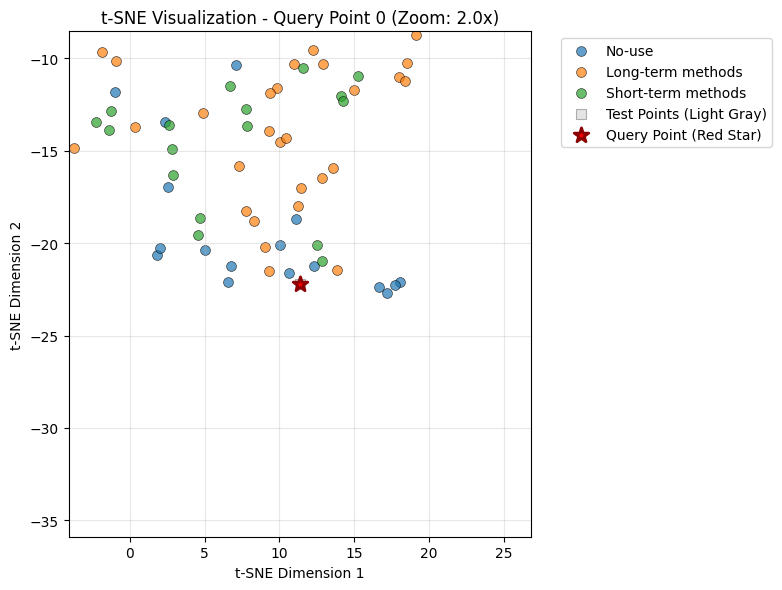 t-SNE Visualization - Query Point 0 (Zoom: 2.0x)
No-use
Long-term methods
Short-term methods
Test Points (Light Gray)
Query Point (Red Star)
−10
−15
−20
−25
−30
−35
t-SNE Dimension 2
0 5 10 15 20 25
t-SNE Dimension 1